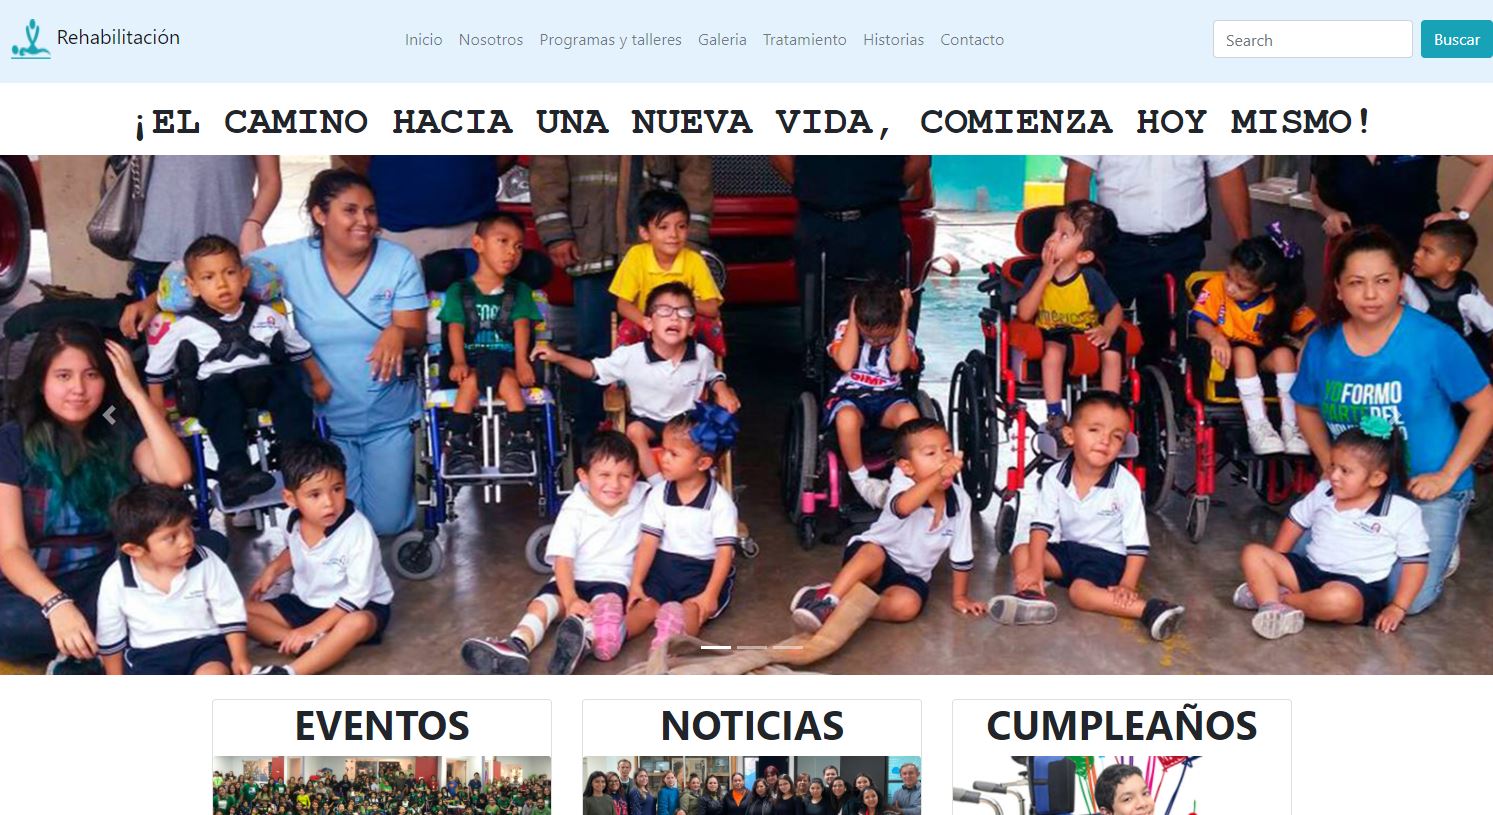 Rehabilitación
Inicio Nosotros Programas y talleres Galeria Tratamiento Historias Contacto
Search
Buscar
¡EL CAMINO HACIA UNA NUEVA VIDA, COMIENZA HOY MISMO!
YO FORMO
PARTE DEL
EVENTOS
NOTICIAS
CUMPLEAÑOS